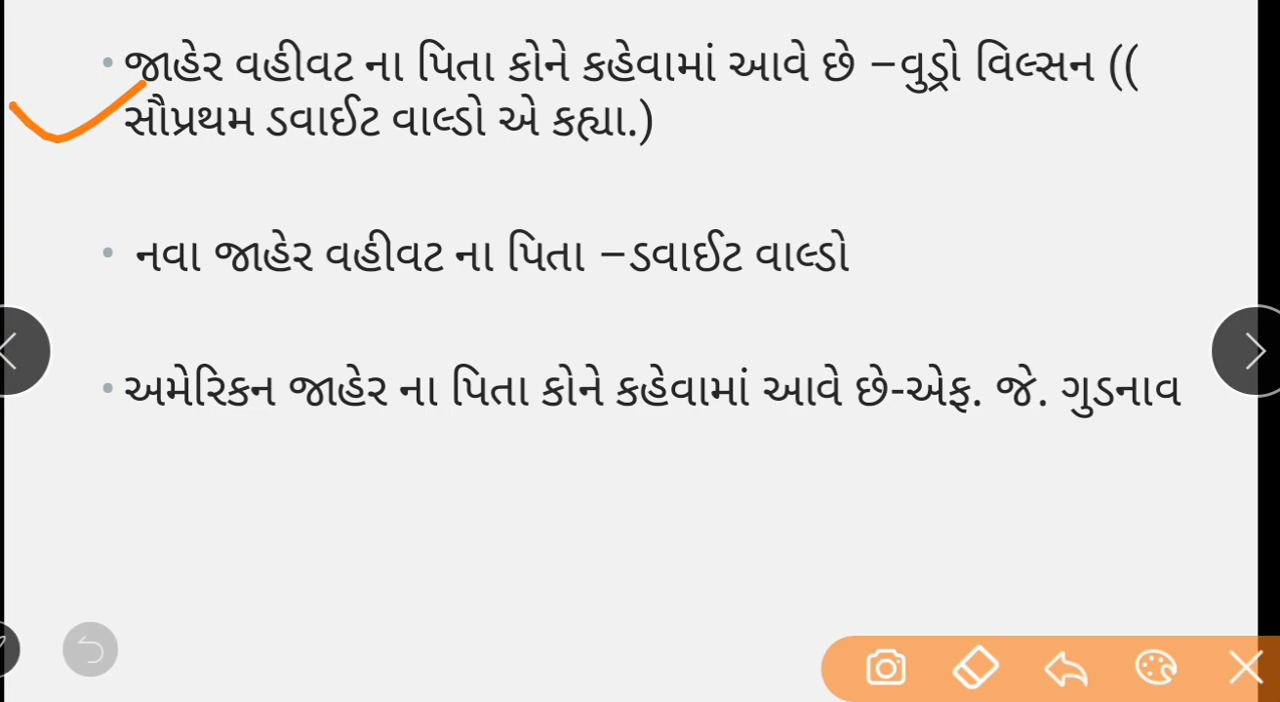 • જાહેર વહીવટ ના પિતા કોને કહેવામાં આવે છે –વુડ્રો વિલ્સન ((
સૌપ્રથમ ડવાઈટ વાલ્ડો એ કહ્યા.)
• નવા જાહેર વહીવટ ના પિતા –ડવાઈટ વાલ્ડો
• અમેરિકન જાહેર ના પિતા કોને કહેવામાં આવે છે-એફ. જે. ગુડનાવ